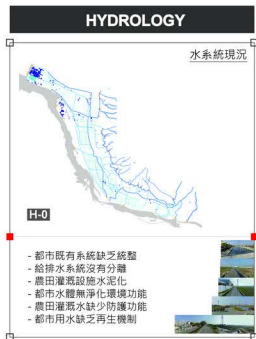 HYDROLOGY
水系統現況
H-0
- 都市既有系統缺乏統整
- 給排水系統沒有分離
- 農田灌溉設施水泥化
- 都市水體無淨化環境功能
- 農田灌溉水缺少防護功能
- 都市用水缺乏再生機制